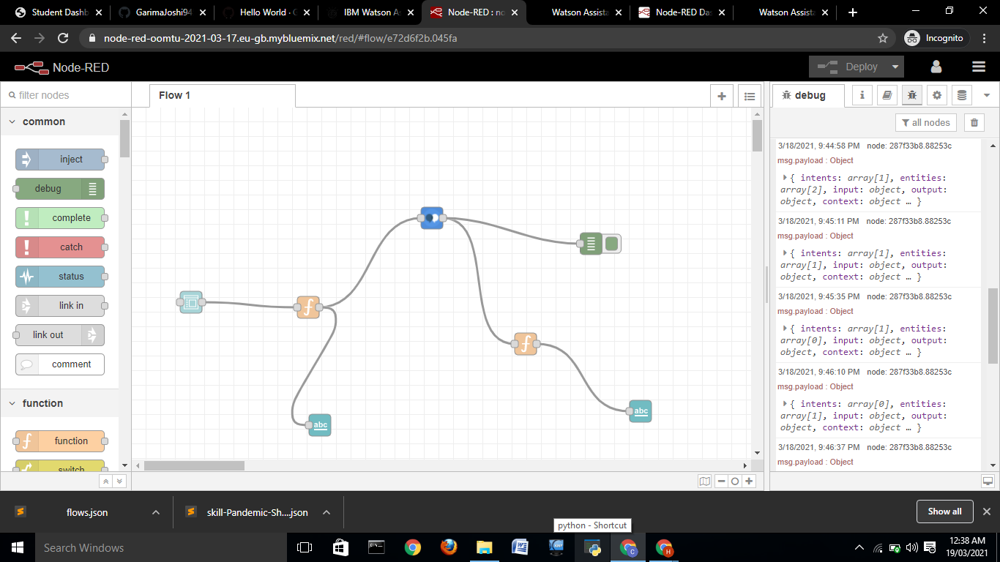 Student Dashb
GarimaJoshi94
Hello World · G
IBM Watson As
Node-RED : no
Watson Assista
Node-RED Das
Watson Assista
node-red-oomtu-2021-03-17.eu-gb.mybluemix.net/red/#flow/e72d6f2b.045fa
Incognito
Node-RED
Deploy
filter nodes
Flow 1
debug
all nodes
common
inject
debug
complete
catch
status
link in
link out
comment
function
function
switch
abc
abc
3/18/2021, 9:44:58 PM node: 287f33b8.88253c
msg.payload : Object
{ intents: array[1], entities:
array[2], input: object, output:
object, context: object … }
3/18/2021, 9:45:11 PM node: 287f33b8.88253c
msg.payload : Object
{ intents: array[1], entities:
array[1], input: object, output:
object, context: object … }
3/18/2021, 9:45:35 PM node: 287f33b8.88253c
msg.payload : Object
{ intents: array[1], entities:
array[0], input: object, output:
object, context: object … }
3/18/2021, 9:46:10 PM node: 287f33b8.88253c
msg.payload : Object
{ intents: array[0], entities:
array[1], input: object, output:
object, context: object … }
3/18/2021, 9:46:37 PM node: 287f33b8.88253c
msg.payload : Object
flows.json
skill-Pandemic-Sh....json
Show all
python - Shortcut
Search Windows
12:38 AM
19/03/2021